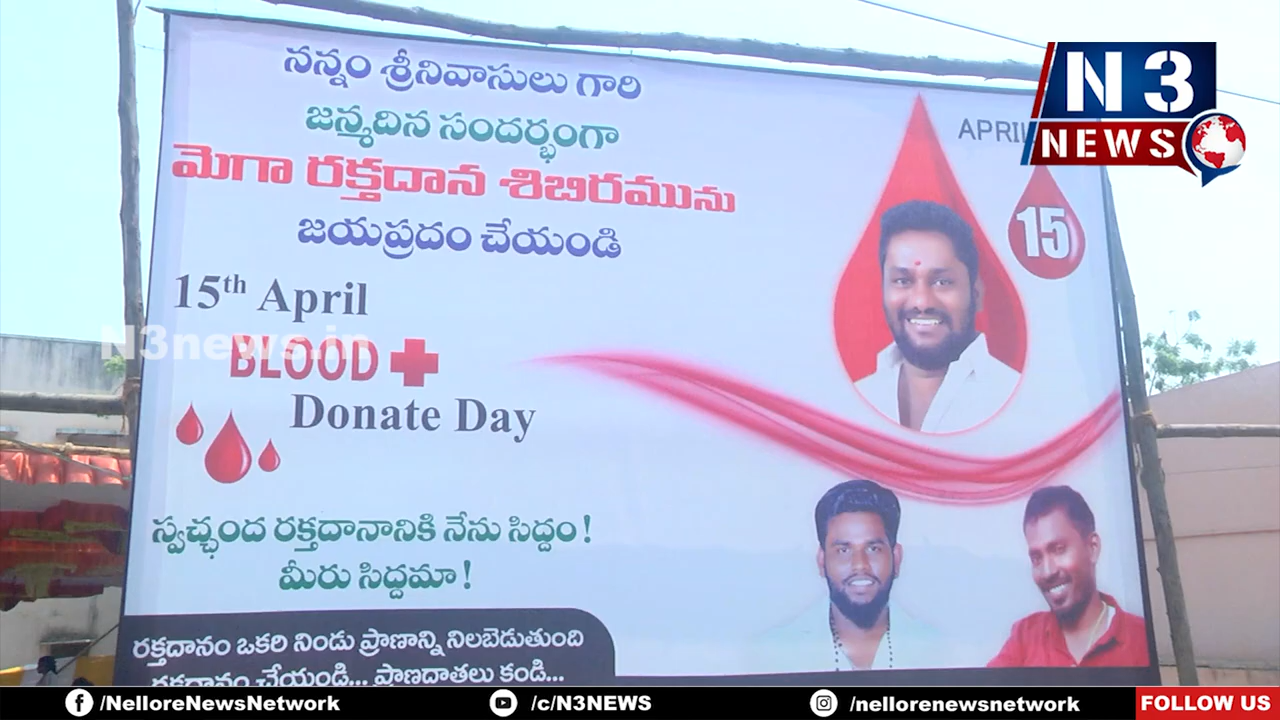 నన్నం శ్రీనివాసులు గారి
జన్మదిన సందర్భంగా
మెగా రక్తదాన శిబిరమును
జయప్రదం చేయండి
15th April
BLOOD
Donate Day
స్వచ్ఛంద రక్తదానానికి నేను సిద్దం!
మీరు సిద్దమా!
రక్తదానం ఒకరి నిండు ప్రాణాన్ని నిలబెడుతుంది
రక్తదానం చేయండి... ప్రాణదాతలు కండి...
APRIL
15
N3
NEWS
N3news.in
/NelloreNewsNetwork
/c/N3NEWS
/nellorenewsnetwork
FOLLOW US